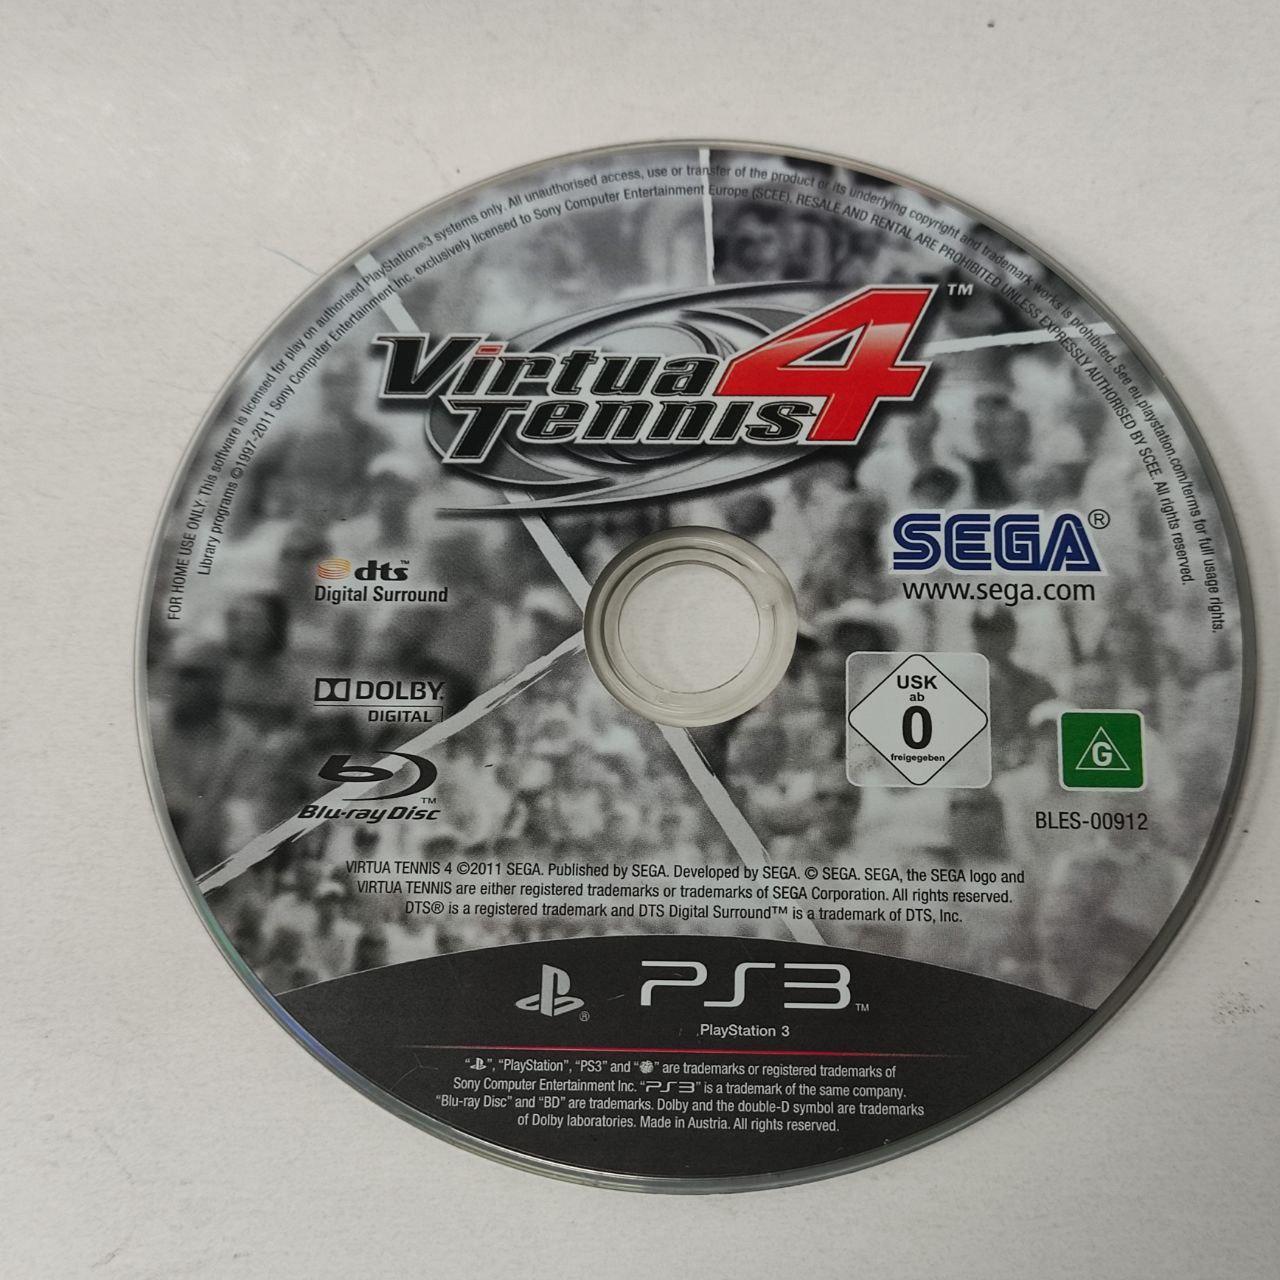 FOR HOME USE ONLY: This software is licensed for play on authorised PlayStation®3 systems only. All unauthorised access, use or transfer of the product or its underlying copyright and trademark works is prohibited. See eu.playstation.com/terms for full usage rights.
Library programs ©1997-2011 Sony Computer Entertainment Inc. exclusively licensed to Sony Computer Entertainment Europe (SCEE). RESALE AND RENTAL ARE PROHIBITED UNLESS EXPRESSLY AUTHORISED BY SCEE. All rights reserved.
Virtua
Tennis 4 ™
SEGA®
www.sega.com
dts™
Digital Surround
DOLBY
DIGITAL
USK
ab
0
freigegeben
G
Blu-ray Disc™
BLES-00912
VIRTUA TENNIS 4 ©2011 SEGA. Published by SEGA. Developed by SEGA. © SEGA. SEGA, the SEGA logo and
VIRTUA TENNIS are either registered trademarks or trademarks of SEGA Corporation. All rights reserved.
DTS® is a registered trademark and DTS Digital Surround™ is a trademark of DTS, Inc.
® PS3™
PlayStation 3
“ ”, “PlayStation”, “PS3” and “ ” are trademarks or registered trademarks of
Sony Computer Entertainment Inc. “PS3” is a trademark of the same company.
“Blu-ray Disc” and “BD” are trademarks. Dolby and the double-D symbol are trademarks
of Dolby laboratories. Made in Austria. All rights reserved.